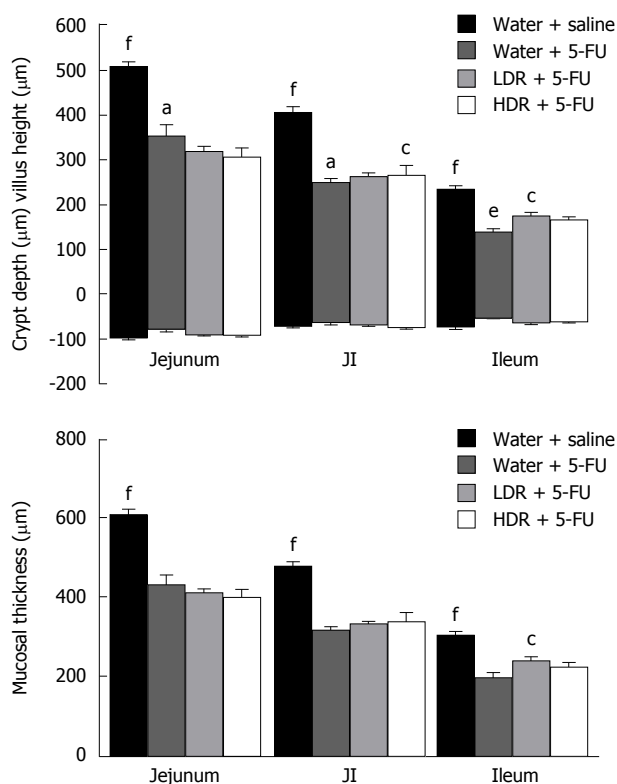 600
500
400
300
200
100
0
-100
-200
Crypt depth (μm) villus height (μm)
Water + saline
Water + 5-FU
LDR + 5-FU
HDR + 5-FU
f
a
f
a
c
f
e
c
Jejunum
JI
Ileum
800
600
400
200
0
Mucosal thickness (μm)
Water + saline
Water + 5-FU
LDR + 5-FU
HDR + 5-FU
f
f
f
c
Jejunum
JI
Ileum